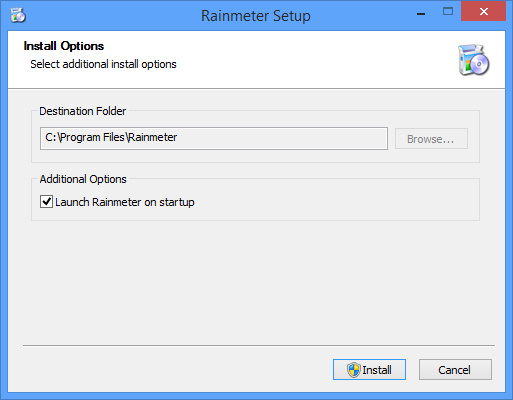 Rainmeter Setup
Install Options
Select additional install options
Destination Folder
C:\Program Files\Rainmeter
Browse...
Additional Options
Launch Rainmeter on startup
Install
Cancel